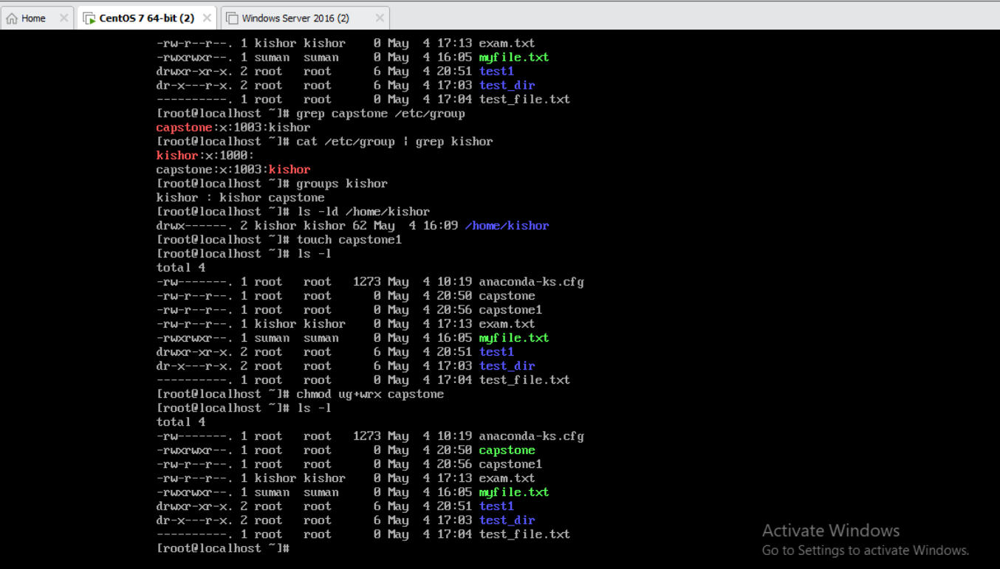 Home
CentOS 7 64-bit (2)
Windows Server 2016 (2)
-rw-r--r--. 1 kishor kishor    0 May  4 17:13 exam.txt
-rwxrwxr--. 1 suman  suman     0 May  4 16:05 myfile.txt
drwxr-xr-x. 2 root   root      6 May  4 20:51 test1
dr-x---r-x. 2 root   root      6 May  4 17:03 test_dir
----------. 1 root   root      0 May  4 17:04 test_file.txt
[root@localhost ~]# grep capstone /etc/group
capstone:x:1003:kishor
[root@localhost ~]# cat /etc/group | grep kishor
kishor:x:1000:
capstone:x:1003:kishor
[root@localhost ~]# groups kishor
kishor : kishor capstone
[root@localhost ~]# ls -ld /home/kishor
drwx------. 2 kishor kishor 62 May  4 16:09 /home/kishor
[root@localhost ~]# touch capstone1
[root@localhost ~]# ls -l
total 4
-rw-------. 1 root   root   1273 May  4 10:19 anaconda-ks.cfg
-rw-r--r--. 1 root   root      0 May  4 20:50 capstone
-rw-r--r--. 1 root   root      0 May  4 20:56 capstone1
-rw-r--r--. 1 kishor kishor    0 May  4 17:13 exam.txt
-rwxrwxr--. 1 suman  suman     0 May  4 16:05 myfile.txt
drwxr-xr-x. 2 root   root      6 May  4 20:51 test1
dr-x---r-x. 2 root   root      6 May  4 17:03 test_dir
----------. 1 root   root      0 May  4 17:04 test_file.txt
[root@localhost ~]# chmod ug+wrx capstone
[root@localhost ~]# ls -l
total 4
-rw-------. 1 root   root   1273 May  4 10:19 anaconda-ks.cfg
-rwxrwxr--. 1 root   root      0 May  4 20:50 capstone
-rw-r--r--. 1 root   root      0 May  4 20:56 capstone1
-rw-r--r--. 1 kishor kishor    0 May  4 17:13 exam.txt
-rwxrwxr--. 1 suman  suman     0 May  4 16:05 myfile.txt
drwxr-xr-x. 2 root   root      6 May  4 20:51 test1
dr-x---r-x. 2 root   root      6 May  4 17:03 test_dir
----------. 1 root   root      0 May  4 17:04 test_file.txt
[root@localhost ~]#
Activate Windows
Go to Settings to activate Windows.